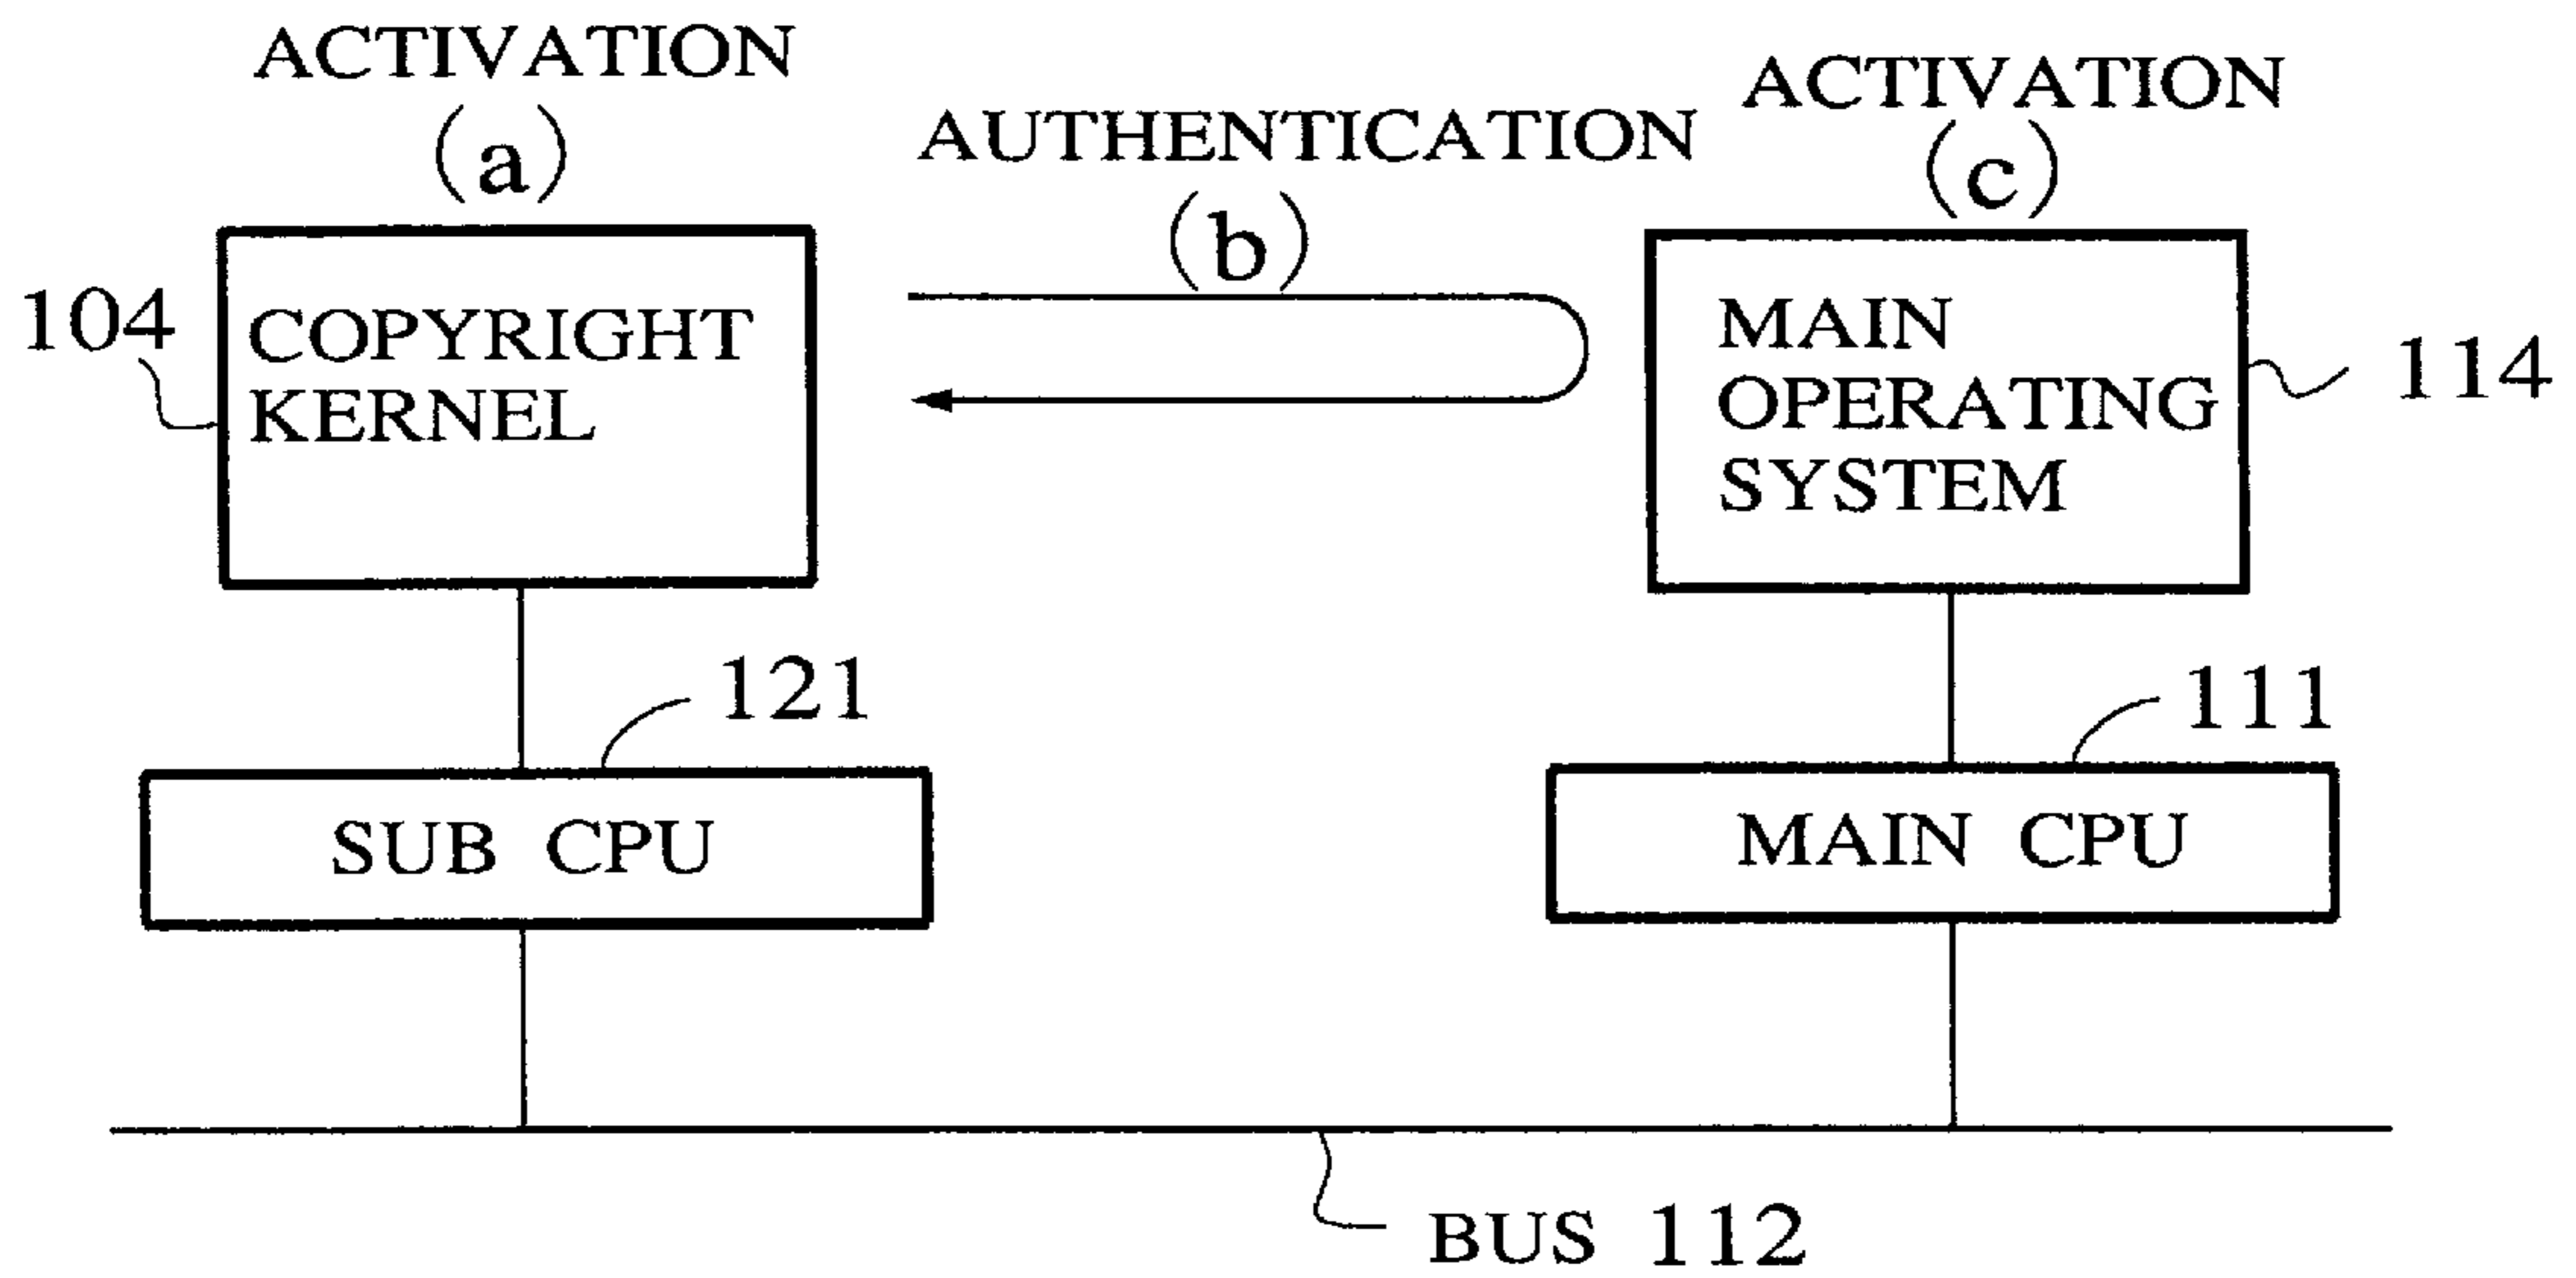 ACTIVATION
(a)
AUTHENTICATION
(b)
ACTIVATION
(c)
104
COPYRIGHT
KERNEL
MAIN
OPERATING
SYSTEM
114
121
SUB CPU
111
MAIN CPU
BUS 112